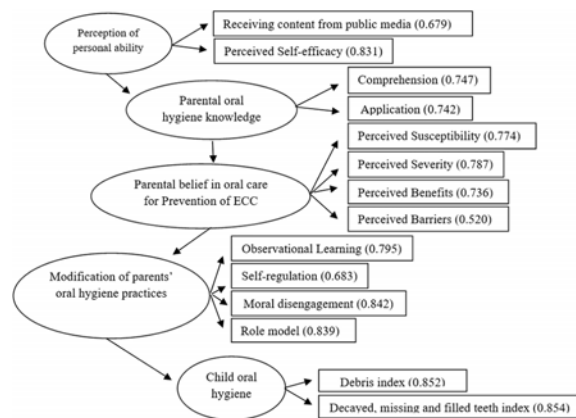 Perception of
personal ability
Receiving content from public media (0.679)
Perceived Self-efficacy (0.831)
Parental oral
hygiene knowledge
Comprehension (0.747)
Application (0.742)
Parental belief in oral care
for Prevention of ECC
Perceived Susceptibility (0.774)
Perceived Severity (0.787)
Perceived Benefits (0.736)
Perceived Barriers (0.520)
Modification of parents'
oral hygiene practices
Observational Learning (0.795)
Self-regulation (0.683)
Moral disengagement (0.842)
Role model (0.839)
Child oral
hygiene
Debris index (0.852)
Decayed, missing and filled teeth index (0.854)